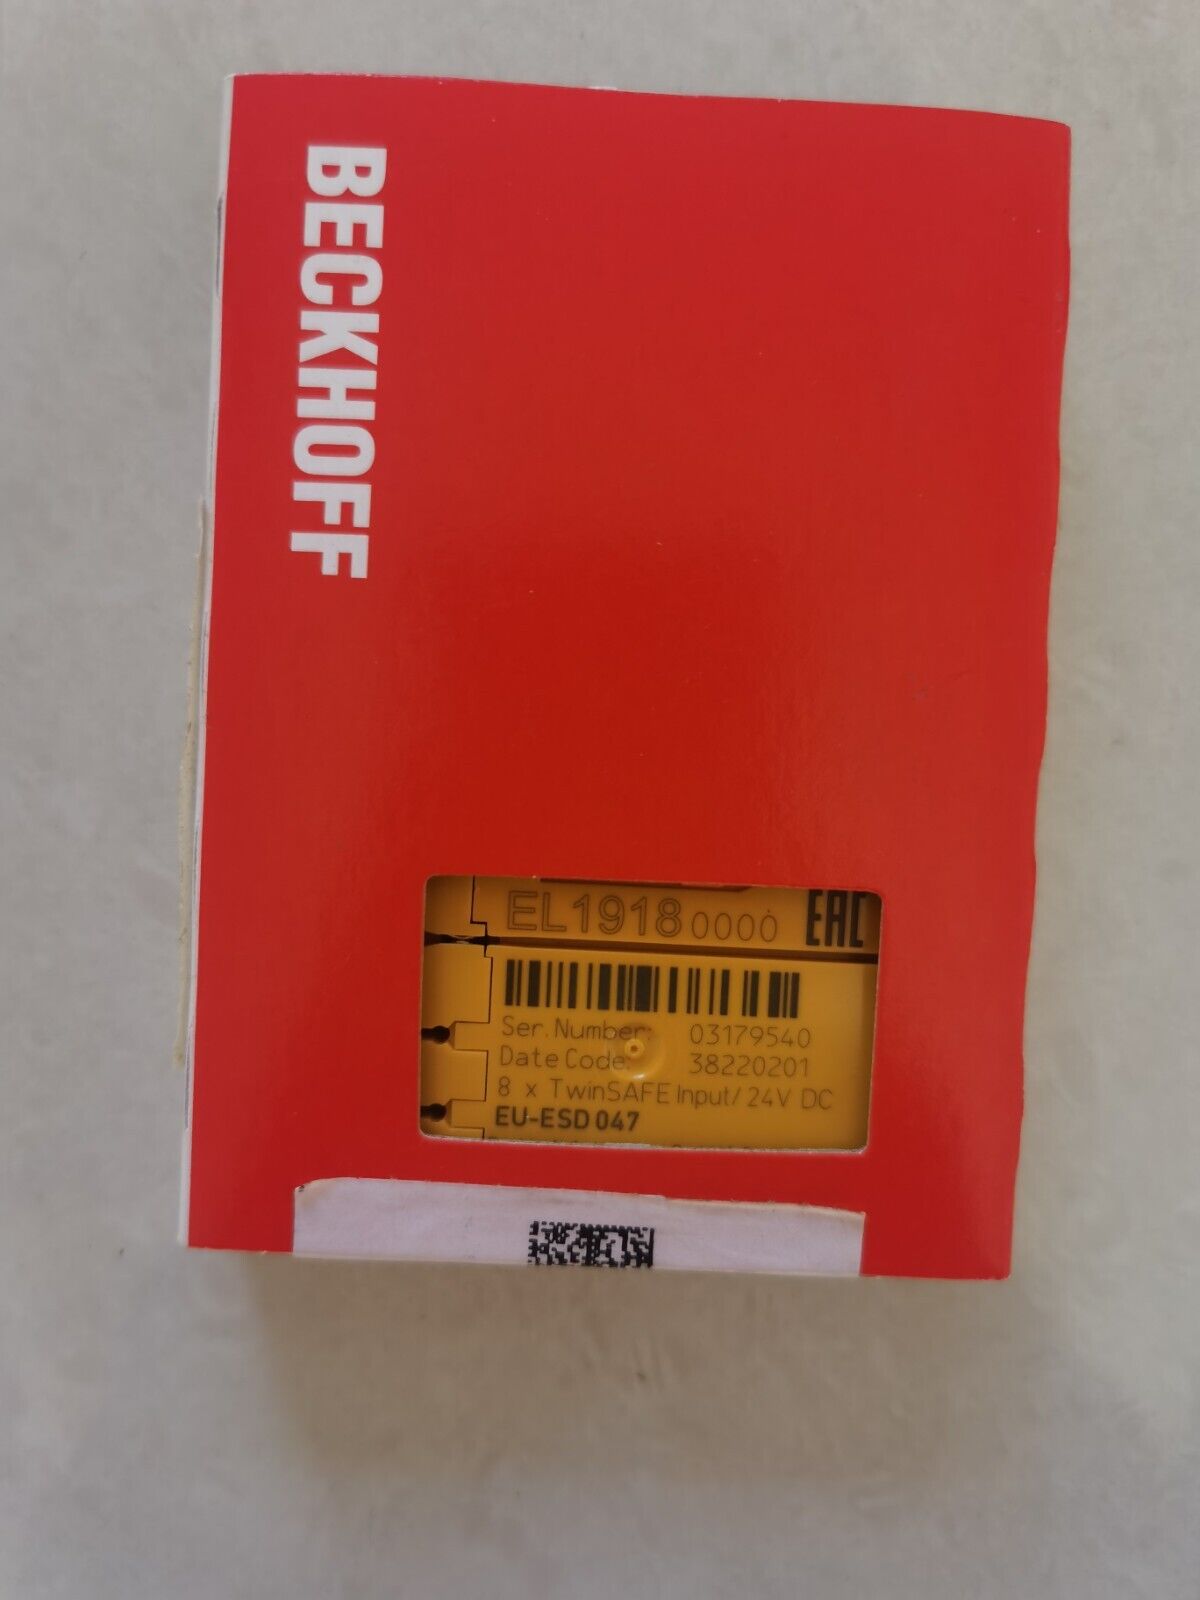 BECKHOFF
EL1918 0000 EAC
Ser. Number: 03179540
Date Code: 38220201
8 x TwinSAFE Input/ 24V DC
EU-ESD 047